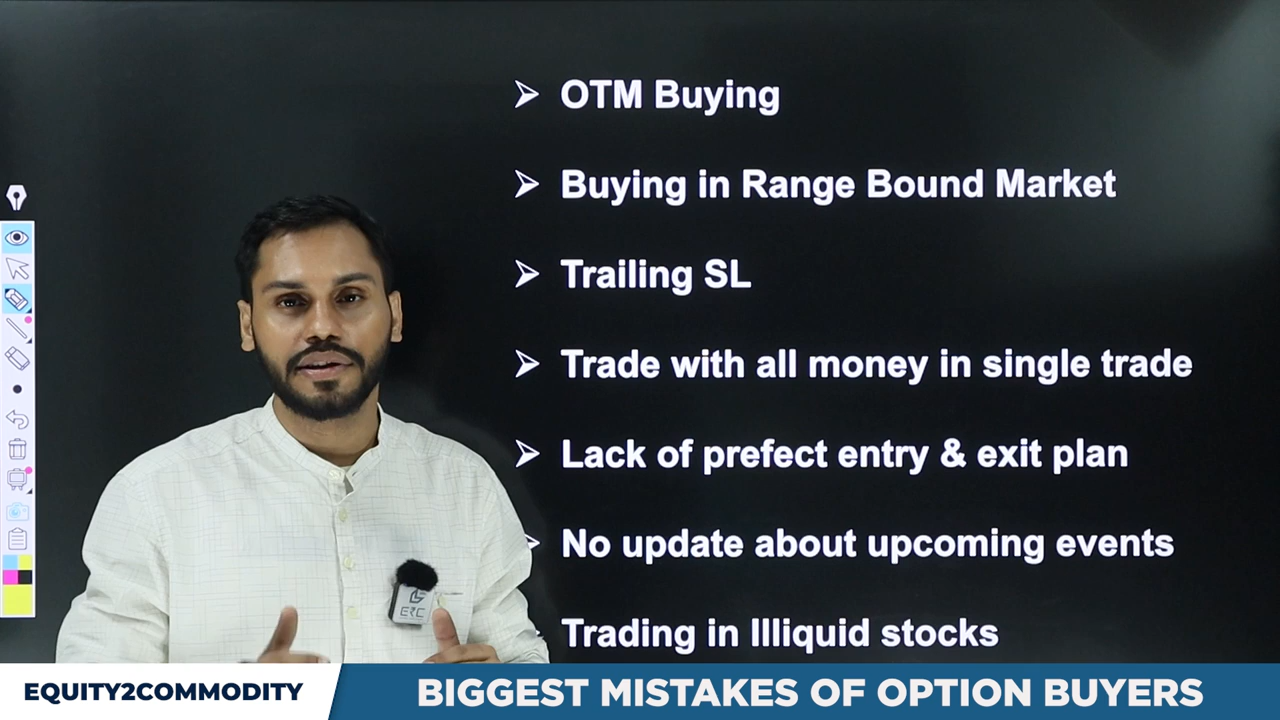 OTM Buying
Buying in Range Bound Market
Trailing SL
Trade with all money in single trade
Lack of prefect entry & exit plan
No update about upcoming events
Trading in Illiquid stocks
E₹C
EQUITY2COMMODITY
BIGGEST MISTAKES OF OPTION BUYERS